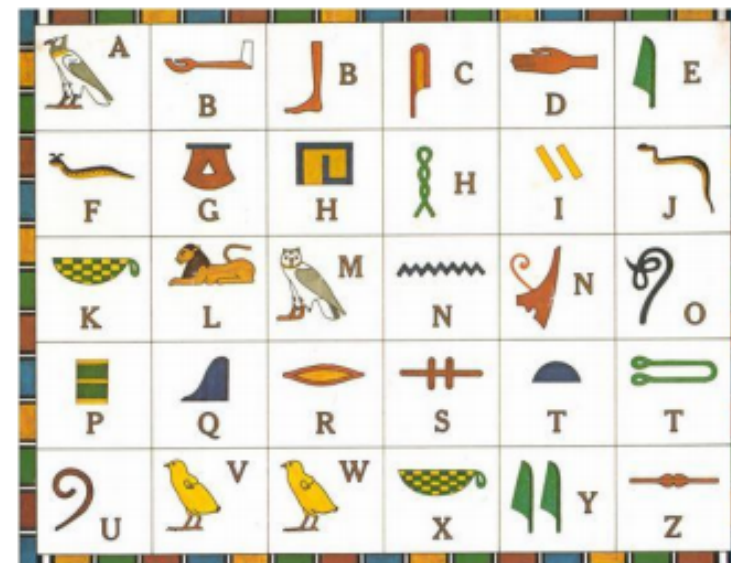 A B B C D E
F G H H I J
K L M N N O
P Q R S T T
U V W X Y Z